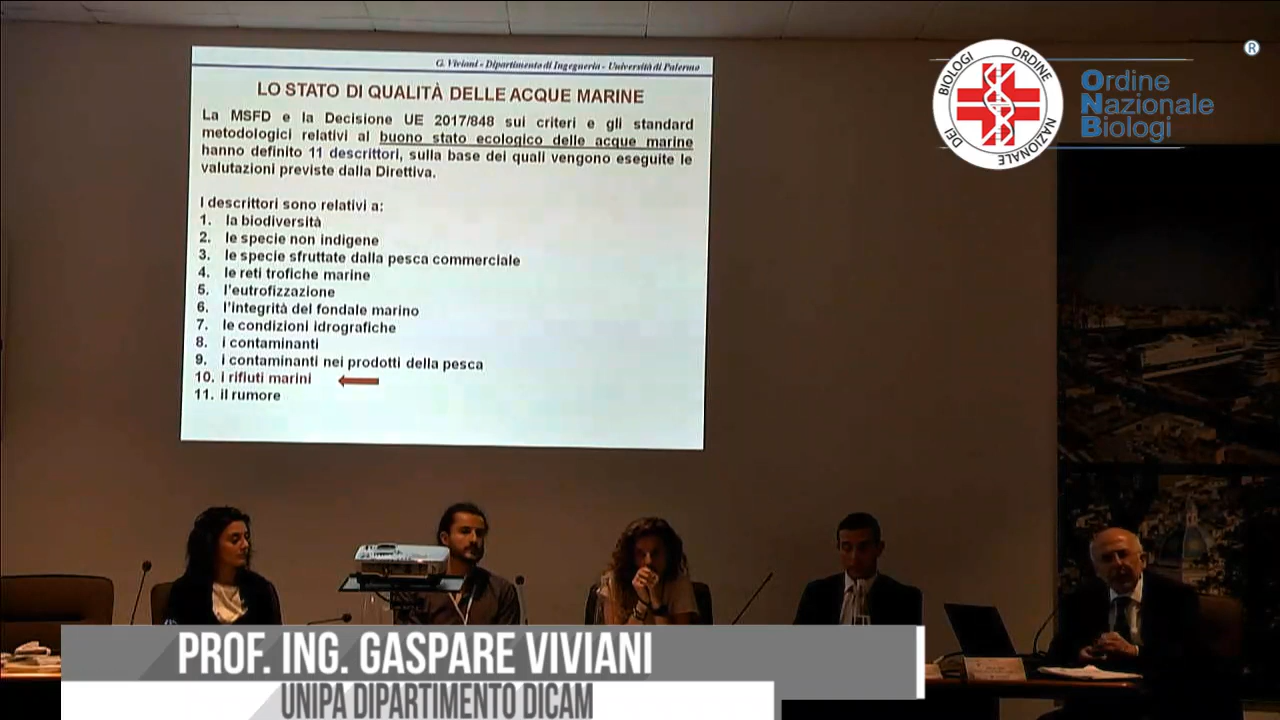 G. Viviani - Dipartimento di Ingegneria - Università di Palermo
LO STATO DI QUALITÀ DELLE ACQUE MARINE
La MSFD e la Decisione UE 2017/848 sui criteri e gli standard
metodologici relativi al buono stato ecologico delle acque marine
hanno definito 11 descrittori, sulla base dei quali vengono eseguite le
valutazioni previste dalla Direttiva.
I descrittori sono relativi a:
1. la biodiversità
2. le specie non indigene
3. le specie sfruttate dalla pesca commerciale
4. le reti trofiche marine
5. l'eutrofizzazione
6. l'integrità del fondale marino
7. le condizioni idrografiche
8. i contaminanti
9. i contaminanti nei prodotti della pesca
10. i rifiuti marini
11. il rumore
ORDINE NAZIONALE DEI BIOLOGI
Ordine
Nazionale
Biologi
®
PROF. ING. GASPARE VIVIANI
UNIPA DIPARTIMENTO DICAM